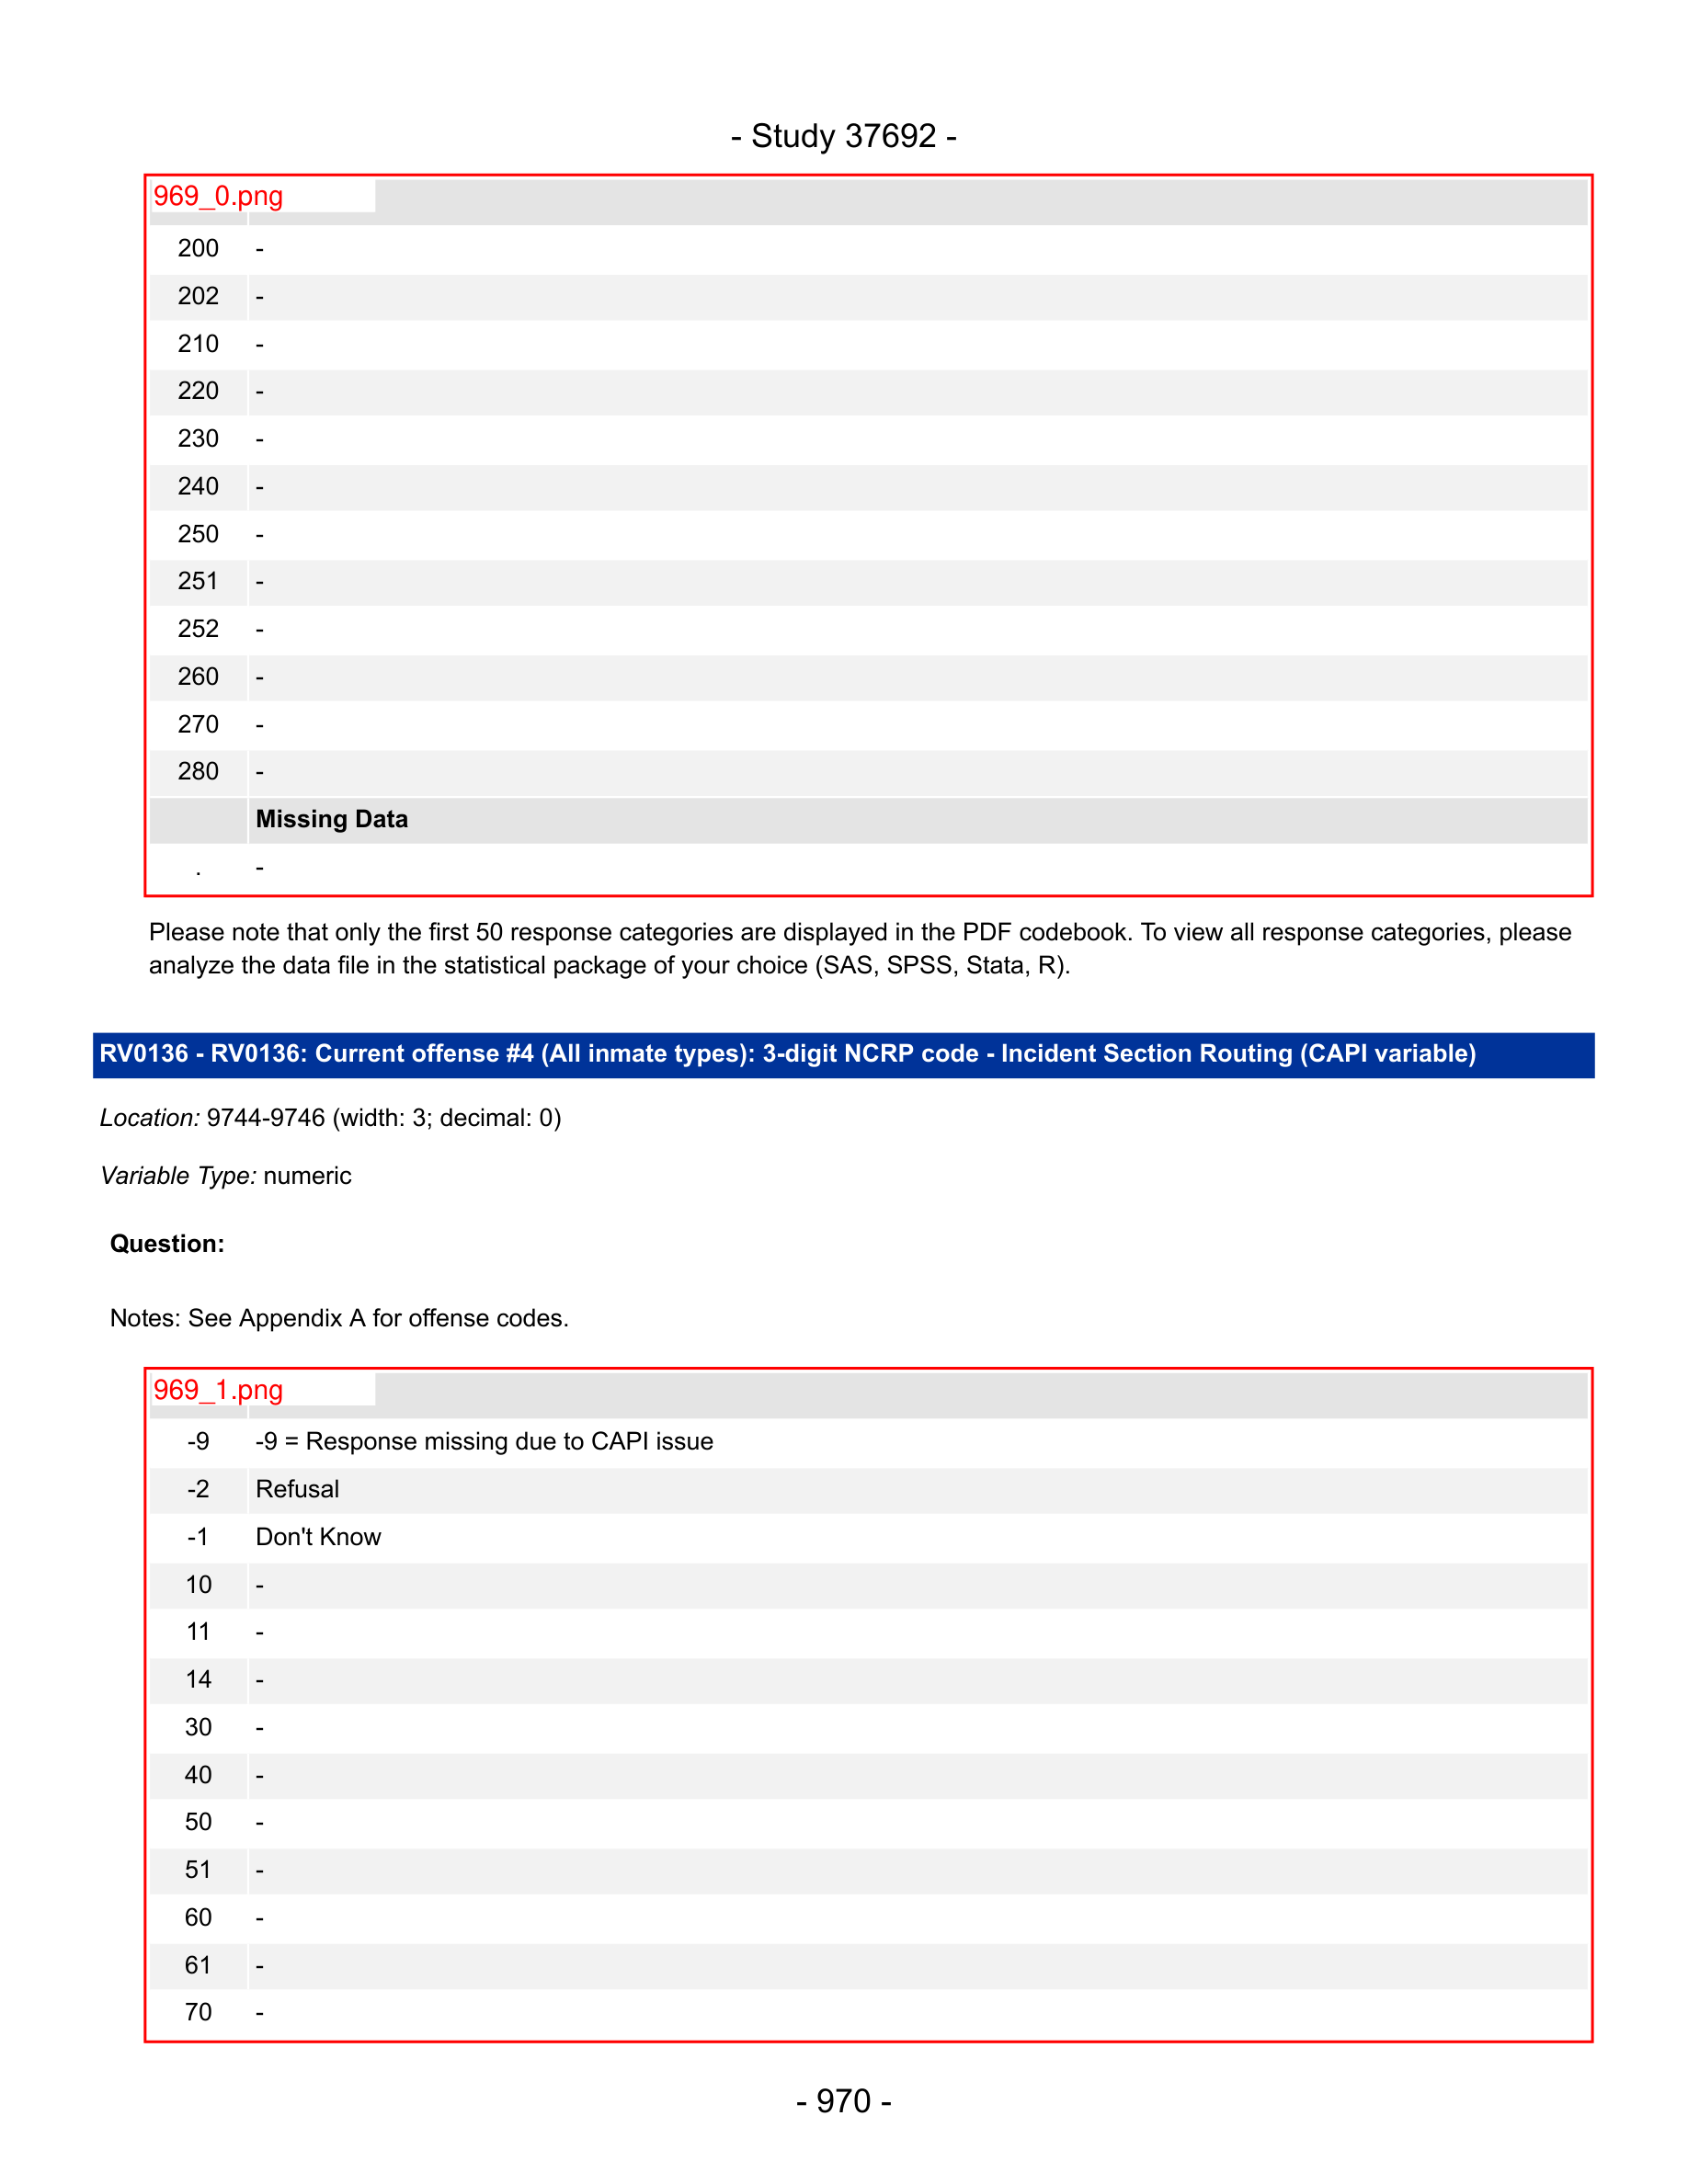 - Study 37692 -
969_0.png
200 -
202 -
210 -
220 -
230 -
240 -
250 -
251 -
252 -
260 -
270 -
280 -
Missing Data
. -
Please note that only the first 50 response categories are displayed in the PDF codebook. To view all response categories, please
analyze the data file in the statistical package of your choice (SAS, SPSS, Stata, R).
RV0136 - RV0136: Current offense #4 (All inmate types): 3-digit NCRP code - Incident Section Routing (CAPI variable)
Location: 9744-9746 (width: 3; decimal: 0)
Variable Type: numeric
Question:
Notes: See Appendix A for offense codes.
969_1.png
-9 -9 = Response missing due to CAPI issue
-2 Refusal
-1 Don't Know
10 -
11 -
14 -
30 -
40 -
50 -
51 -
60 -
61 -
70 -
- 970 -